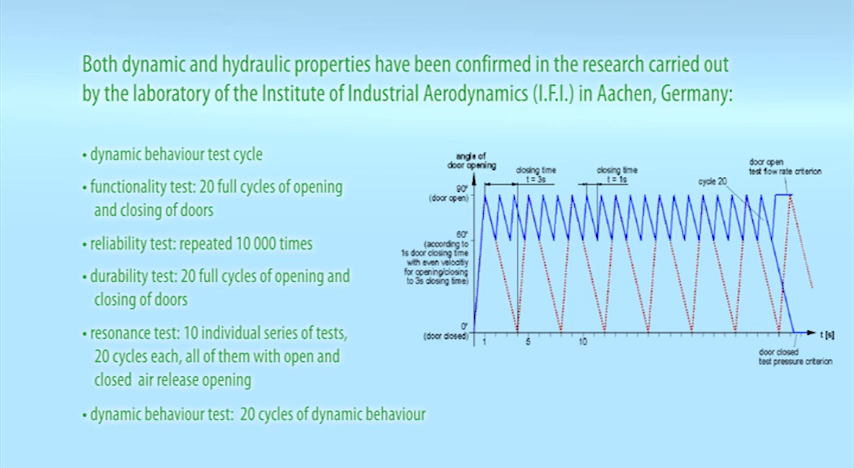 Both dynamic and hydraulic properties have been confirmed in the research carried out
by the laboratory of the Institute of Industrial Aerodynamics (I.F.I.) in Aachen, Germany:
• dynamic behaviour test cycle
• functionality test: 20 full cycles of opening
and closing of doors
• reliability test: repeated 10 000 times
• durability test: 20 full cycles of opening and
closing of doors
• resonance test: 10 individual series of tests,
20 cycles each, all of them with open and
closed air release opening
• dynamic behaviour test: 20 cycles of dynamic behaviour
angle of
door opening
closing time
t = 3s
closing time
t = 1s
cycle 20
door open
test flow rate criterion
90°
(door open)
60°
(according to
1s door closing time
with even velocity
for opening/closing
to 3s closing time)
0°
(door closed)
1
5
10
t [s]
door closed
test pressure criterion